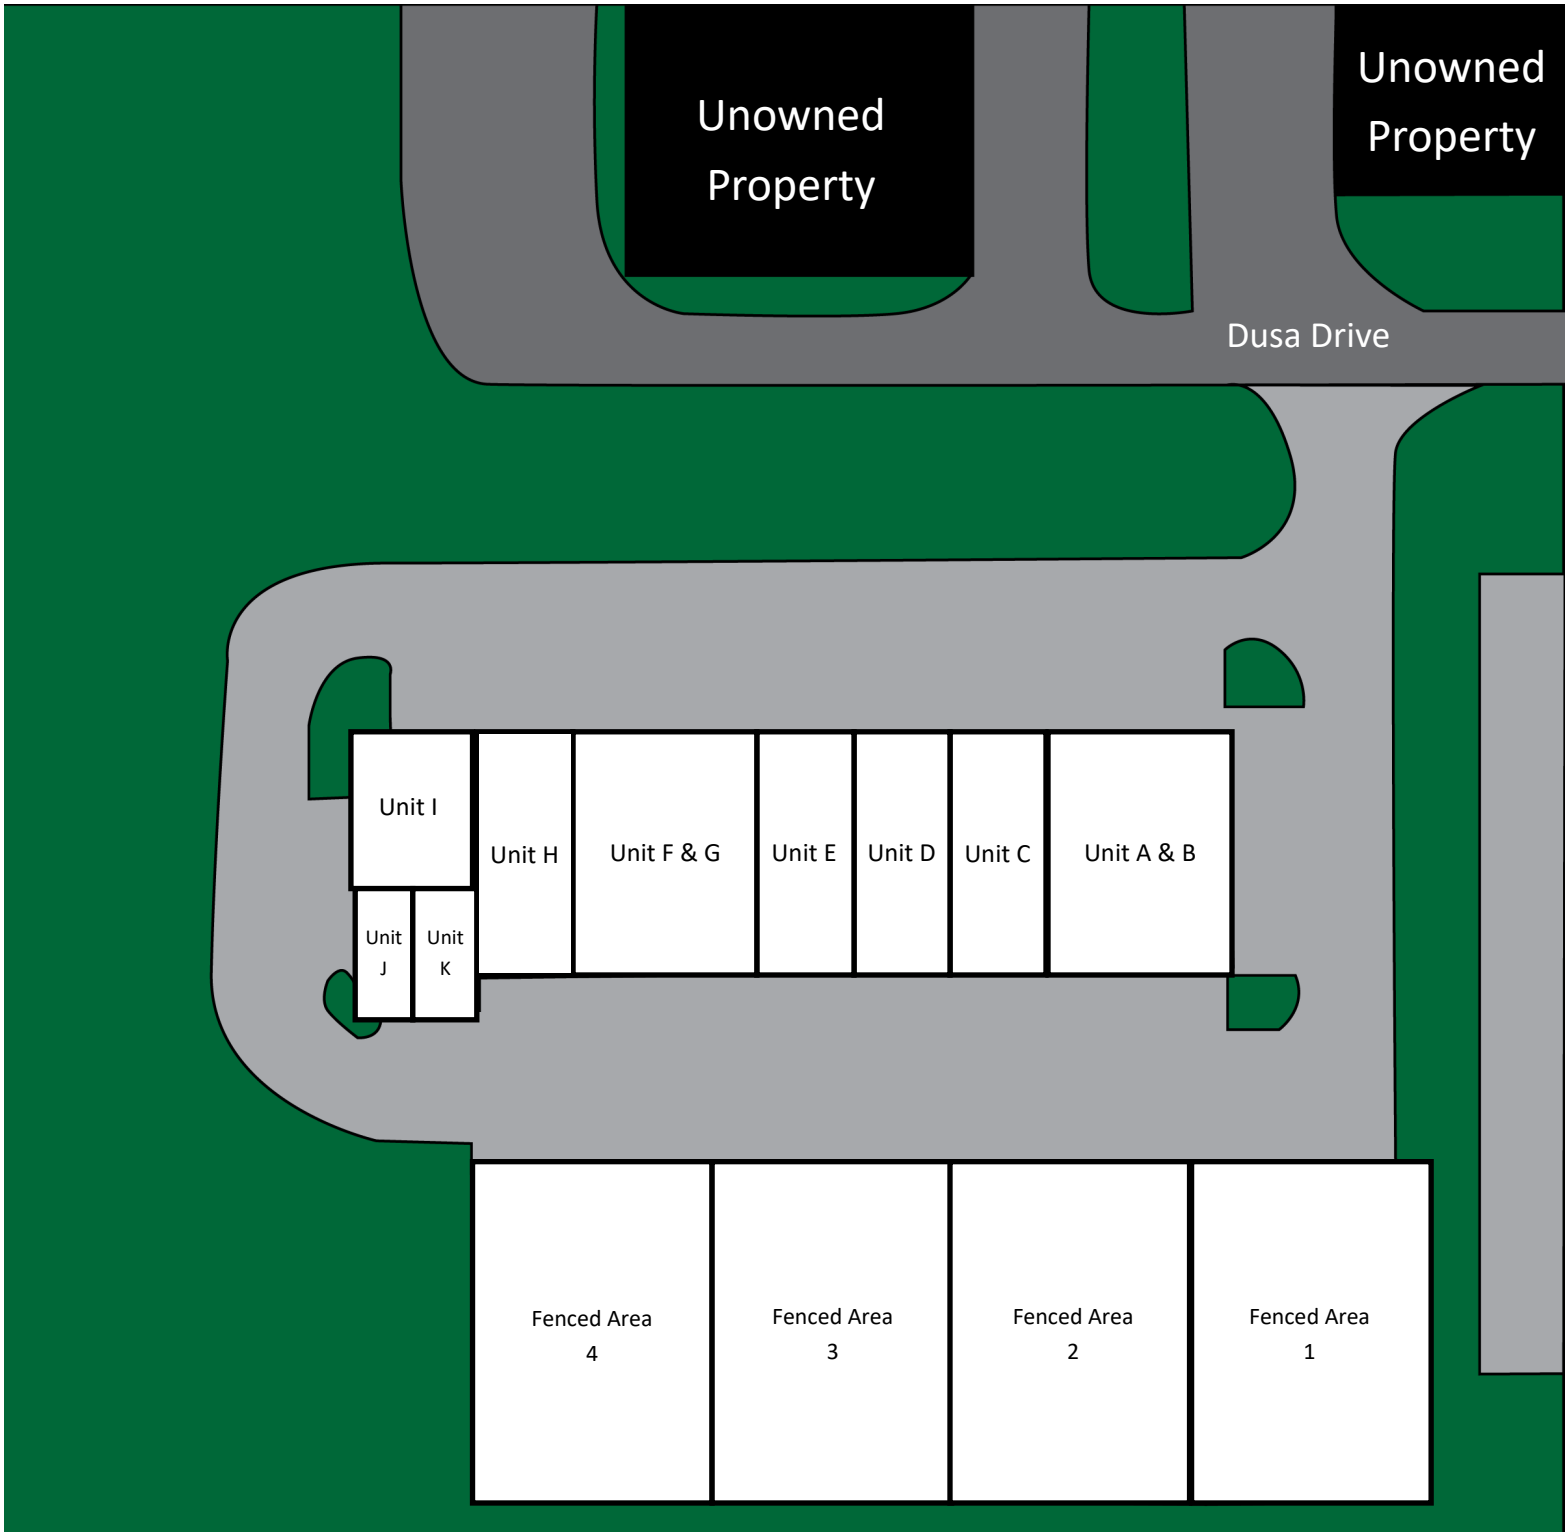 Unowned
Property
Unowned
Property
Dusa Drive
Unit I
Unit H
Unit F & G
Unit E
Unit D
Unit C
Unit A & B
Unit
J
Unit
K
Fenced Area
4
Fenced Area
3
Fenced Area
2
Fenced Area
1